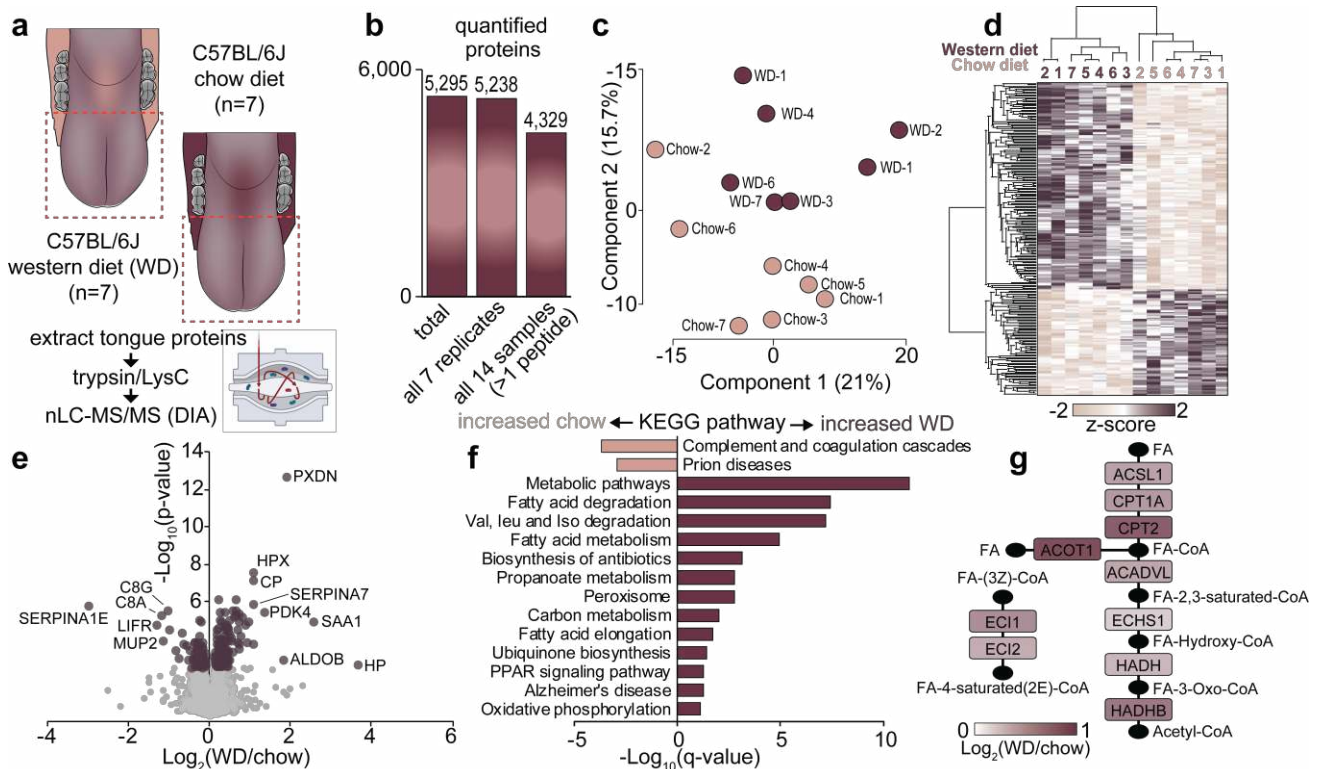 a
C57BL/6J
chow diet
(n=7)
C57BL/6J
western diet (WD)
(n=7)
extract tongue proteins
trypsin/LysC
nLC-MS/MS (DIA)
b
quantified
proteins
6,000
0
5,295
5,238
4,329
total
all 7 replicates
all 14 samples
(>1 peptide)
c
Component 2 (15.7%)
-15
0
-10
-15
0
20
Component 1 (21%)
WD-1
WD-4
WD-2
Chow-2
WD-1
WD-6
WD-7
WD-3
Chow-6
Chow-4
Chow-5
Chow-1
Chow-7
Chow-3
d
Western diet
Chow diet
2 1 7 5 4 6 3 2 5 6 4 7 3 1
-2
2
z-score
e
-Log10(p-value)
14
12
10
8
6
4
2
0
PXDN
HPX
CP
SERPINA7
PDK4
SAA1
ALDOB
HP
C8G
C8A
SERPINA1E
LIFR
MUP2
-4
-2
0
2
4
6
Log2(WD/chow)
f
increased chow
KEGG pathway
increased WD
Complement and coagulation cascades
Prion diseases
Metabolic pathways
Fatty acid degradation
Val, leu and Iso degradation
Fatty acid metabolism
Biosynthesis of antibiotics
Propanoate metabolism
Peroxisome
Carbon metabolism
Fatty acid elongation
Ubiquinone biosynthesis
PPAR signaling pathway
Alzheimer's disease
Oxidative phosphorylation
-5
0
5
10
-Log10(q-value)
g
FA
ACSL1
CPT1A
CPT2
FA
ACOT1
FA-CoA
ACADVL
FA-2,3-saturated-CoA
ECHS1
FA-Hydroxy-CoA
HADH
FA-3-Oxo-CoA
HADHB
Acetyl-CoA
FA-(3Z)-CoA
ECI1
ECI2
FA-4-saturated(2E)-CoA
0
1
Log2(WD/chow)